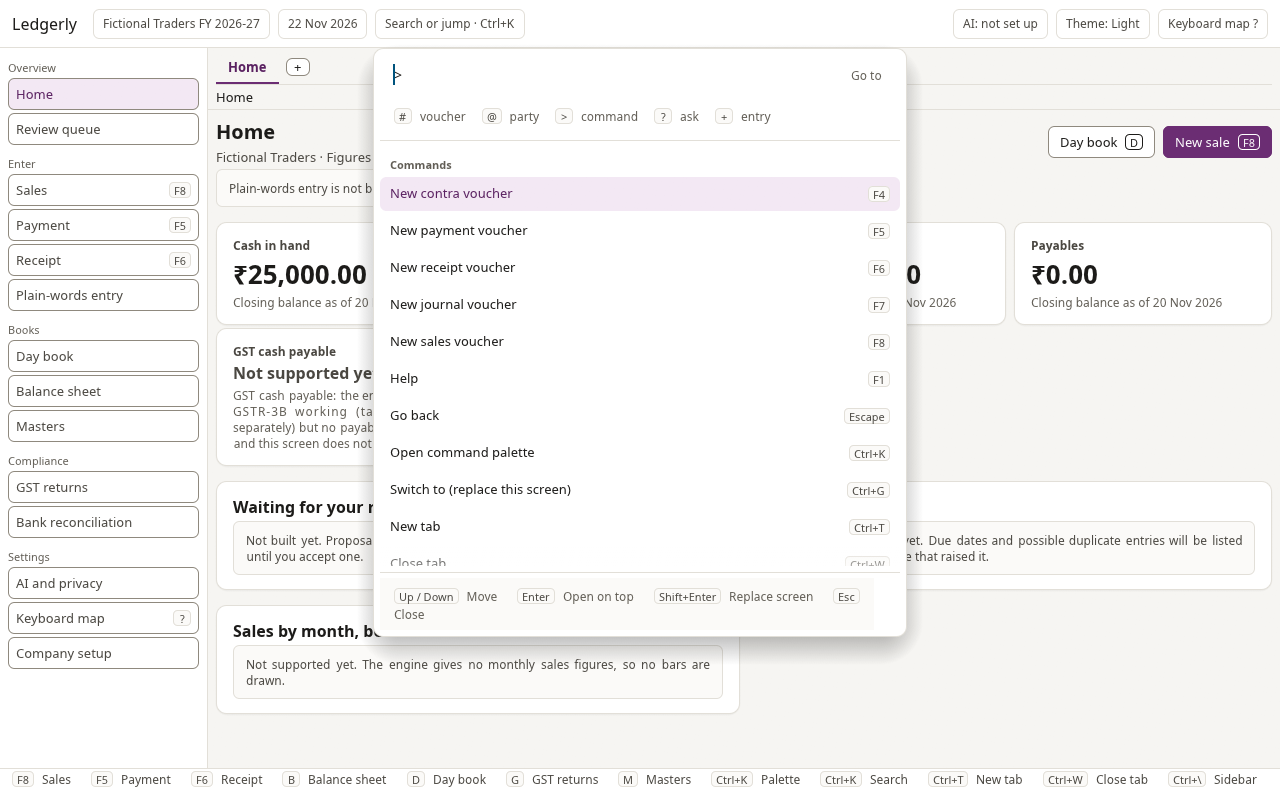 Ledgerly
Fictional Traders FY 2026-27
22 Nov 2026
Search or jump · Ctrl+K
AI: not set up
Theme: Light
Keyboard map ?
Overview
Home
Review queue
Enter
Sales F8
Payment F5
Receipt F6
Plain-words entry
Books
Day book
Balance sheet
Masters
Compliance
GST returns
Bank reconciliation
Settings
AI and privacy
Keyboard map ?
Company setup
Home +
Home
Home
Fictional Traders · Figures
Day book D
New sale F8
Plain-words entry is not b
Cash in hand
₹25,000.00
Closing balance as of 20
0
Nov 2026
Payables
₹0.00
Closing balance as of 20 Nov 2026
GST cash payable
Not supported ye
GST cash payable: the en
GSTR-3B working (ta
separately) but no payab
and this screen does not
Waiting for your r
Not built yet. Proposa
until you accept one.
yet. Due dates and possible duplicate entries will be listed
e that raised it.
Sales by month, b
Not supported yet. The engine gives no monthly sales figures, so no bars are
drawn.
> Go to
# voucher @ party > command ? ask + entry
Commands
New contra voucher F4
New payment voucher F5
New receipt voucher F6
New journal voucher F7
New sales voucher F8
Help F1
Go back Escape
Open command palette Ctrl+K
Switch to (replace this screen) Ctrl+G
New tab Ctrl+T
Close tab Ctrl+W
Up / Down Move Enter Open on top Shift+Enter Replace screen Esc
Close
F8 Sales F5 Payment F6 Receipt B Balance sheet D Day book G GST returns M Masters Ctrl+K Palette Ctrl+K Search Ctrl+T New tab Ctrl+W Close tab Ctrl+\ Sidebar